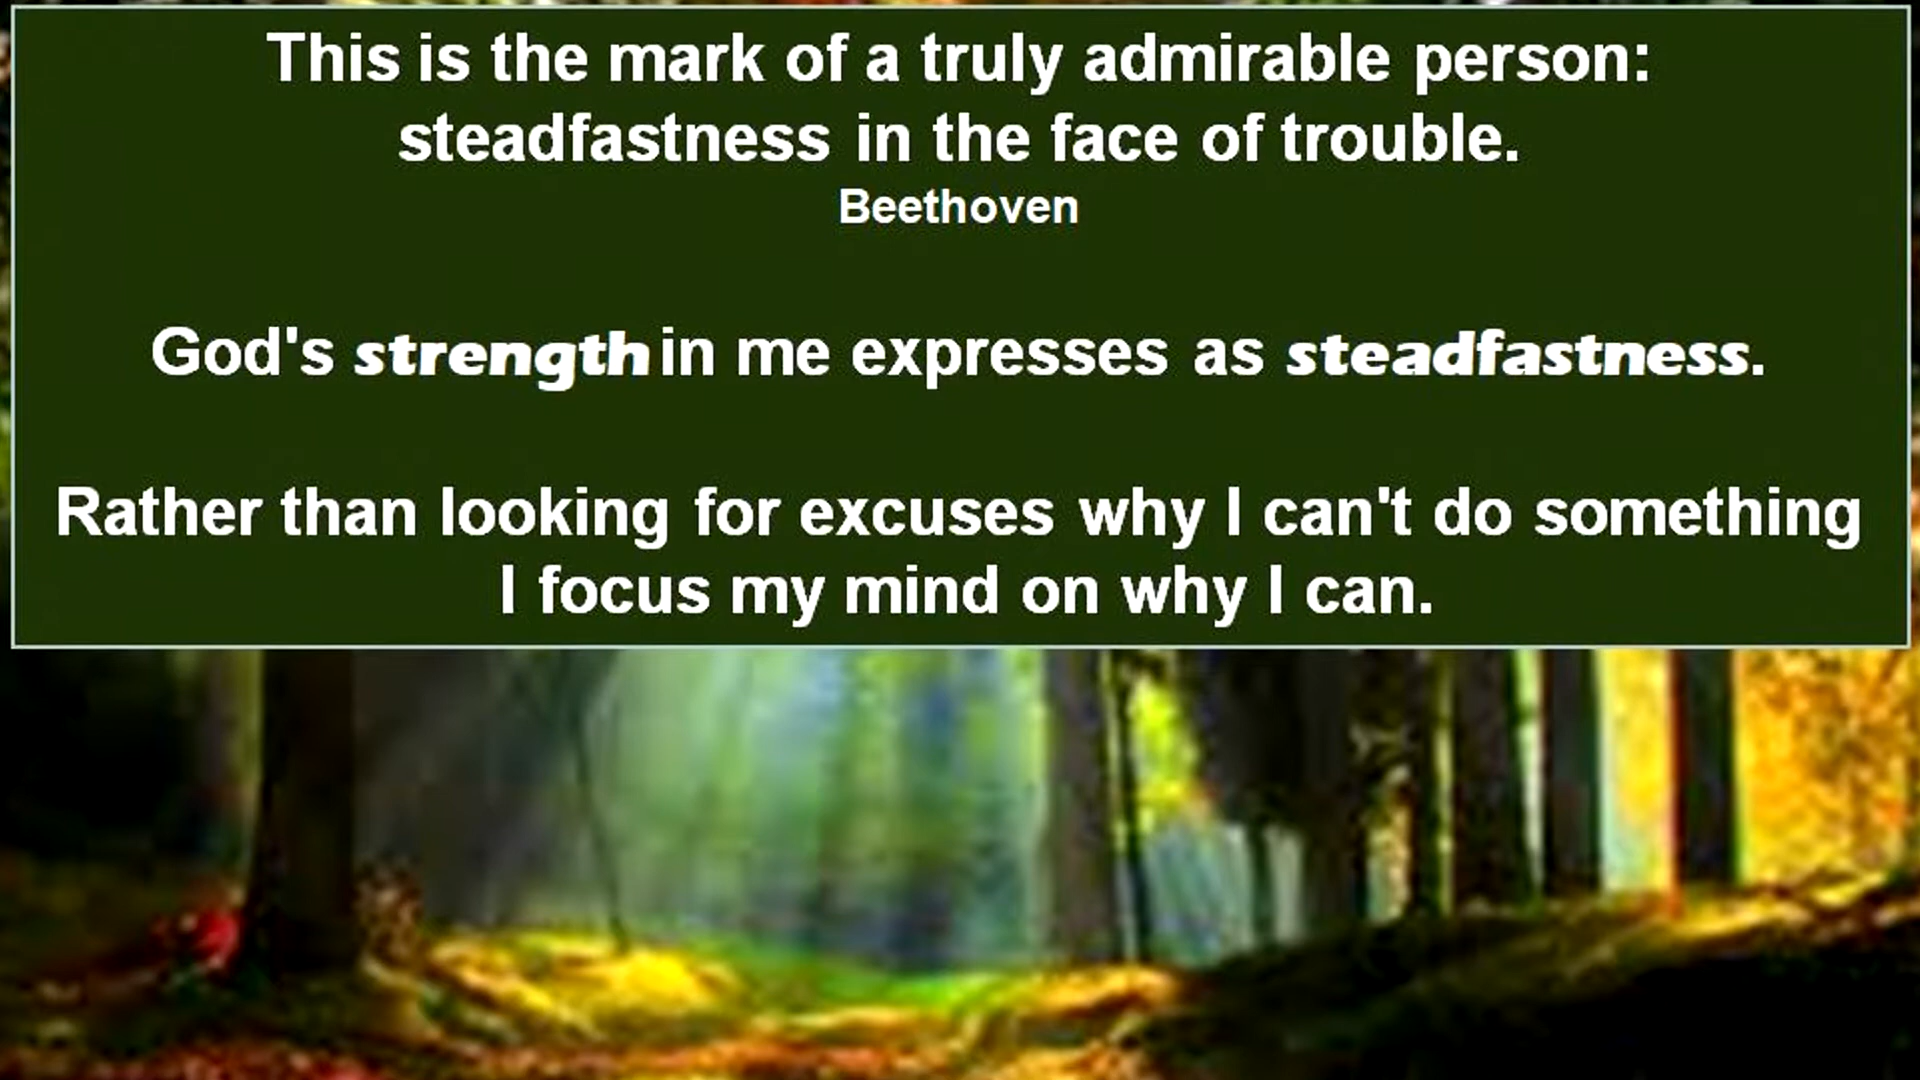 This is the mark of a truly admirable person:
steadfastness in the face of trouble.
Beethoven
God's strength in me expresses as steadfastness.
Rather than looking for excuses why I can't do something
I focus my mind on why I can.